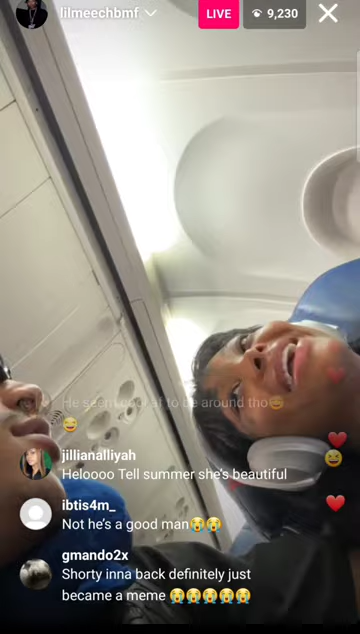 lilmeechbmf
LIVE
9,230
He seem cool at to be around tho😅
😂
jillianalliyah
Heloooo Tell summer she's beautiful
ibtis4m_
Not he's a good man😭😭
gmando2x
Shorty inna back definitely just
became a meme 😭😭😭😭😭